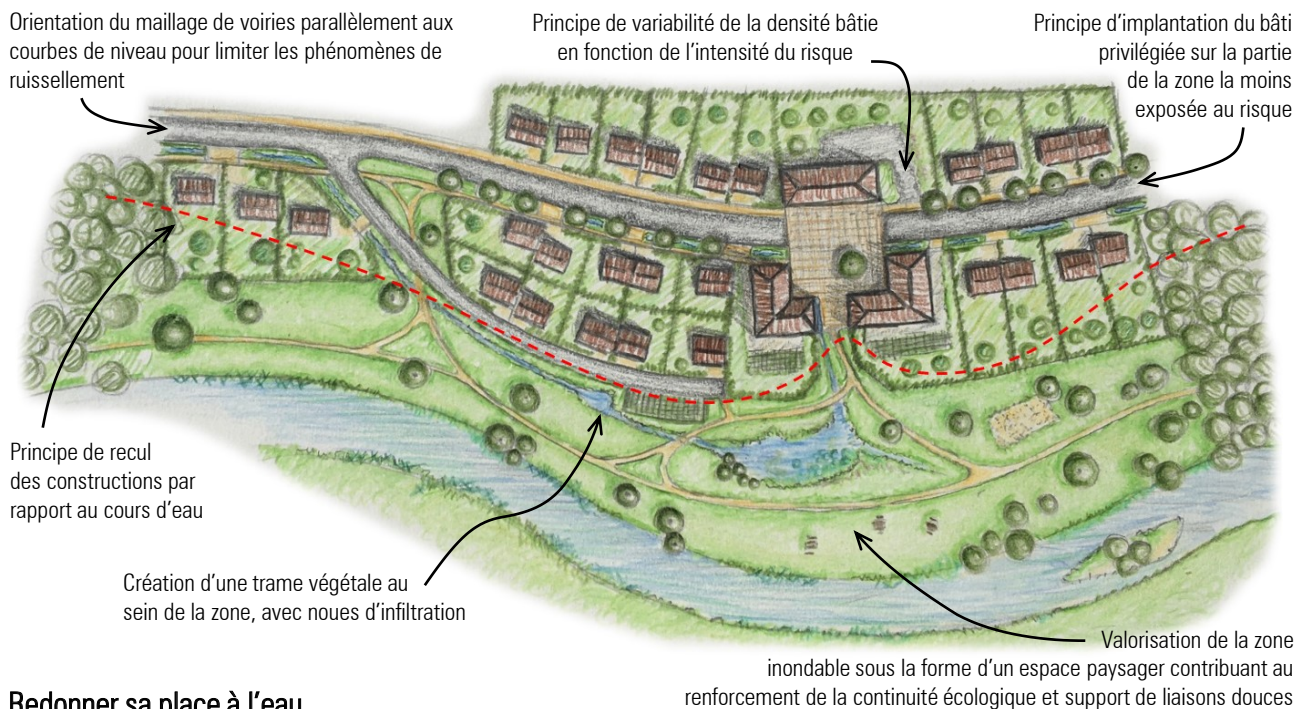 Orientation du maillage de voiries parallèlement aux
courbes de niveau pour limiter les phénomènes de
ruissellement
Principe de variabilité de la densité bâtie
en fonction de l'intensité du risque
Principe d'implantation du bâti
privilégiée sur la partie
de la zone la moins
exposée au risque
Principe de recul
des constructions par
rapport au cours d'eau
Création d'une trame végétale au
sein de la zone, avec noues d'infiltration
Valorisation de la zone
inondable sous la forme d'un espace paysager contribuant au
renforcement de la continuité écologique et support de liaisons douces
Redonner sa place à l'eau